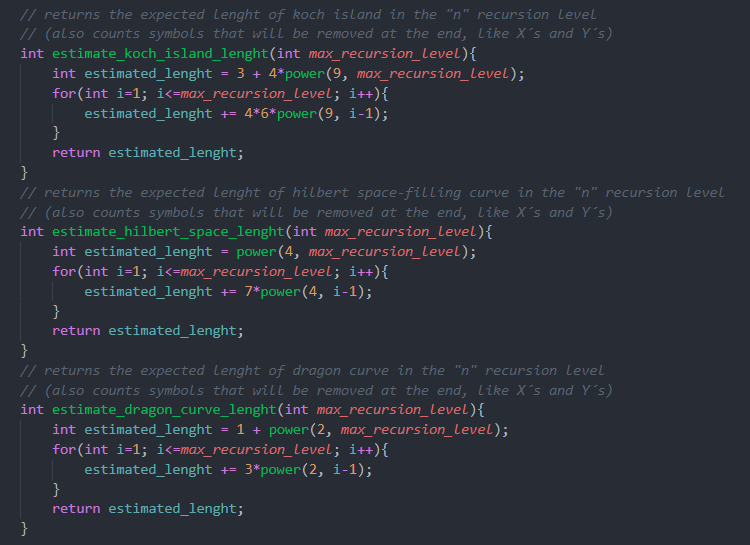 // returns the expected lenght of koch island in the "n" recursion level
// (also counts symbols that will be removed at the end, like X´s and Y´s)
int estimate_koch_island_lenght(int max_recursion_level){
    int estimated_lenght = 3 + 4*power(9, max_recursion_level);
    for(int i=1; i<=max_recursion_level; i++){
        estimated_lenght += 4*6*power(9, i-1);
    }
    return estimated_lenght;
}
// returns the expected lenght of hilbert space-filling curve in the "n" recursion level
// (also counts symbols that will be removed at the end, like X´s and Y´s)
int estimate_hilbert_space_lenght(int max_recursion_level){
    int estimated_lenght = power(4, max_recursion_level);
    for(int i=1; i<=max_recursion_level; i++){
        estimated_lenght += 7*power(4, i-1);
    }
    return estimated_lenght;
}
// returns the expected lenght of dragon curve in the "n" recursion level
// (also counts symbols that will be removed at the end, like X´s and Y´s)
int estimate_dragon_curve_lenght(int max_recursion_level){
    int estimated_lenght = 1 + power(2, max_recursion_level);
    for(int i=1; i<=max_recursion_level; i++){
        estimated_lenght += 3*power(2, i-1);
    }
    return estimated_lenght;
}